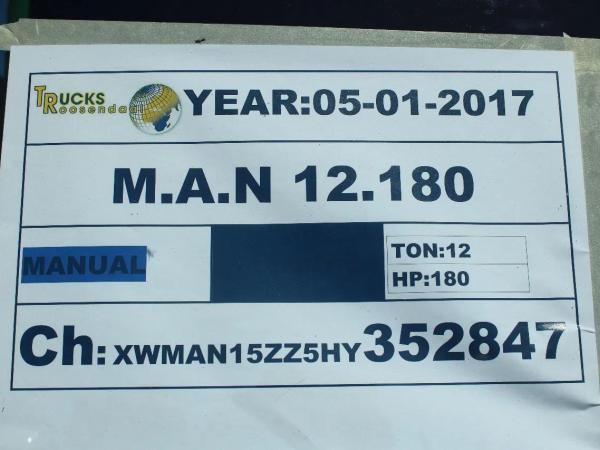 TRUCKS
Roosendaal
YEAR:05-01-2017
M.A.N 12.180
MANUAL
TON:12
HP:180
Ch: XWMAN15ZZ5HY352847